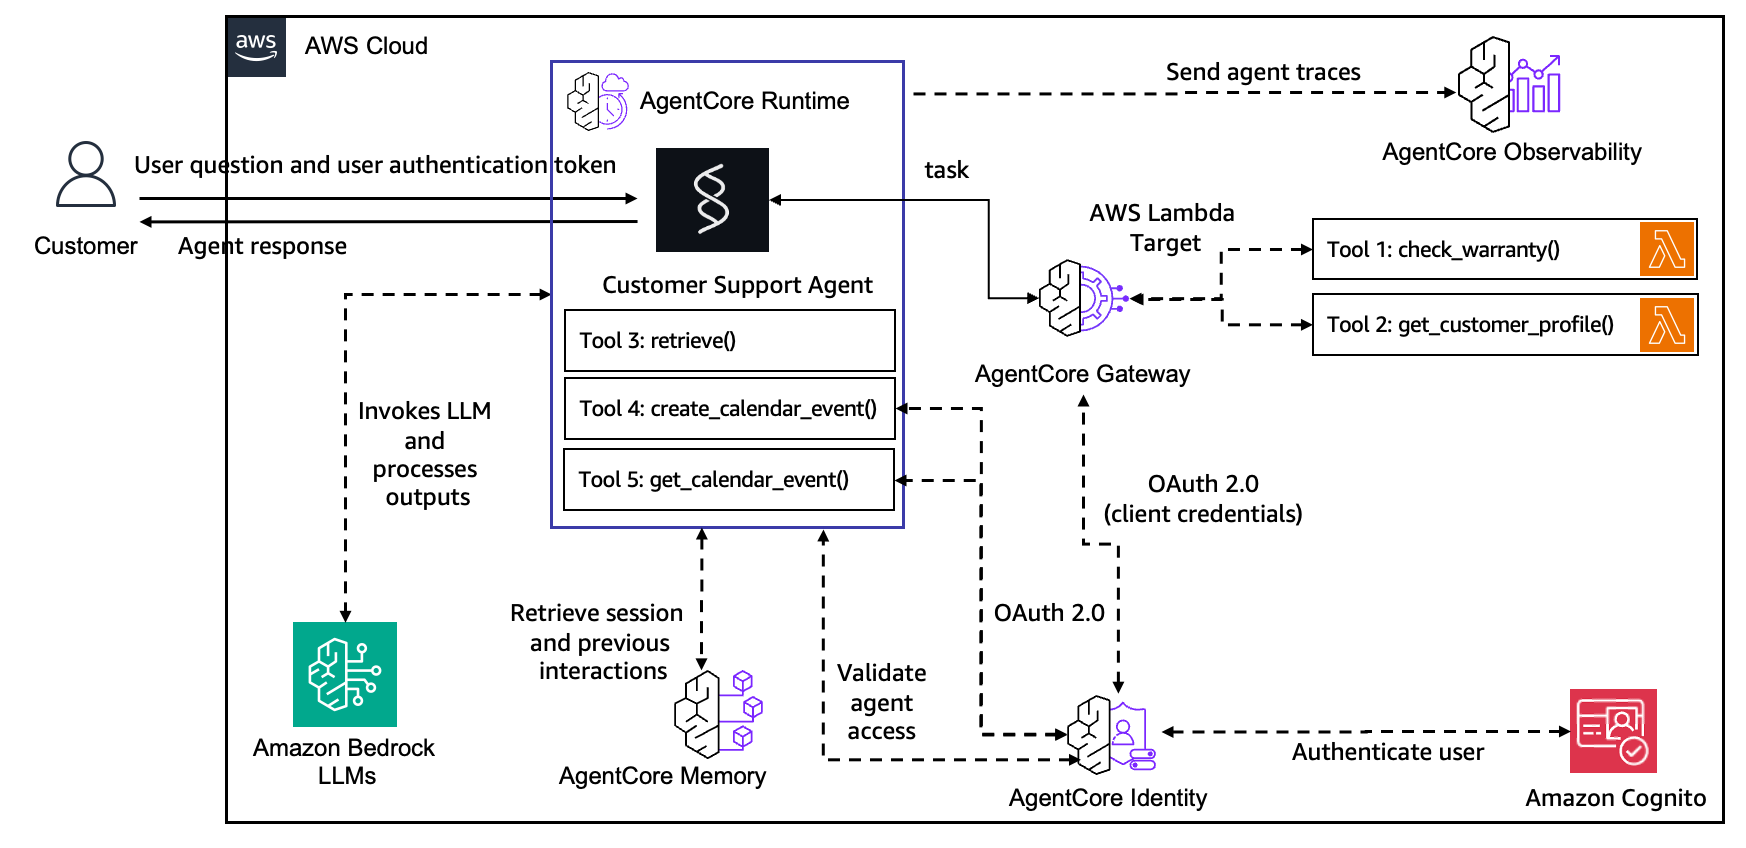 aws
AWS Cloud
AgentCore Runtime
Send agent traces
AgentCore Observability
User question and user authentication token
Customer
Agent response
task
AWS Lambda
Target
Tool 1: check_warranty()
Tool 2: get_customer_profile()
Customer Support Agent
Tool 3: retrieve()
Tool 4: create_calendar_event()
Tool 5: get_calendar_event()
AgentCore Gateway
Invokes LLM
and
processes
outputs
OAuth 2.0
(client credentials)
Retrieve session
and previous
interactions
OAuth 2.0
Validate
agent
access
Amazon Bedrock
LLMs
AgentCore Memory
AgentCore Identity
Authenticate user
Amazon Cognito